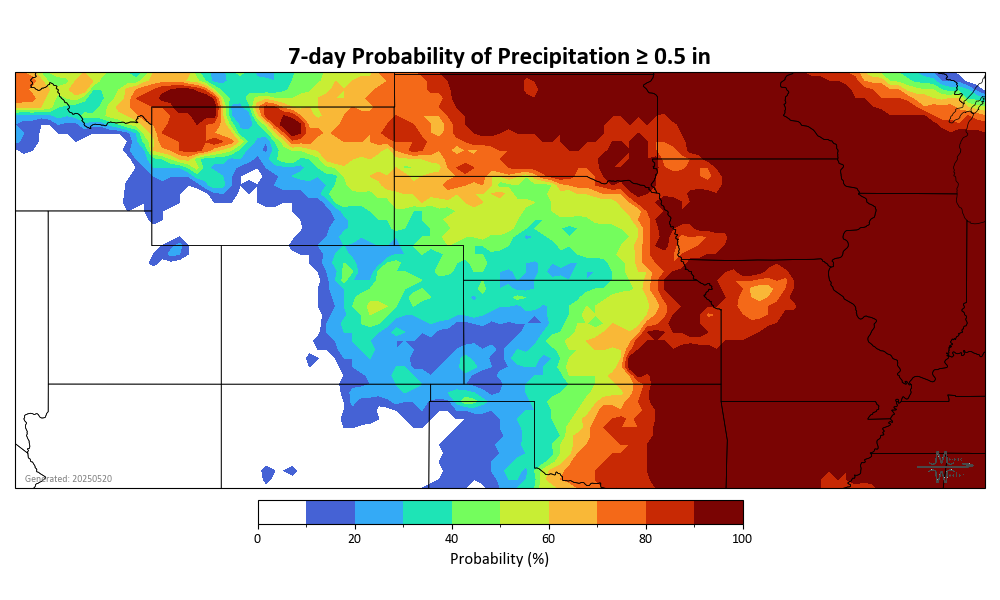 7-day Probability of Precipitation ≥ 0.5 in
Generated: 20250520
0 20 40 60 80 100
Probability (%)